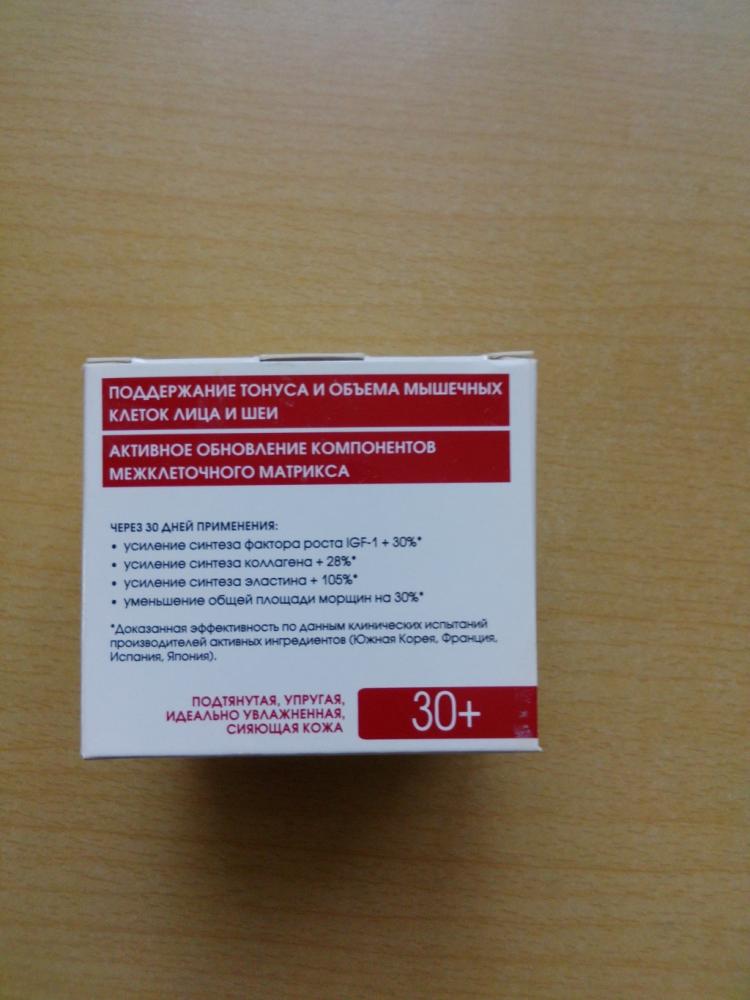 ПОДДЕРЖАНИЕ ТОНУСА И ОБЪЕМА МЫШЕЧНЫХ
КЛЕТОК ЛИЦА И ШЕИ
АКТИВНОЕ ОБНОВЛЕНИЕ КОМПОНЕНТОВ
МЕЖКЛЕТОЧНОГО МАТРИКСА
ЧЕРЕЗ 30 ДНЕЙ ПРИМЕНЕНИЯ:
• усиление синтеза фактора роста IGF-1 + 30%*
• усиление синтеза коллагена + 28%*
• усиление синтеза эластина + 105%*
• уменьшение общей площади морщин на 30%*
*Доказанная эффективность по данным клинических испытаний
производителей активных ингредиентов (Южная Корея, Франция,
Испания, Япония).
ПОДТЯНУТАЯ, УПРУГАЯ,
ИДЕАЛЬНО УВЛАЖНЕННАЯ,
СИЯЮЩАЯ КОЖА
30+